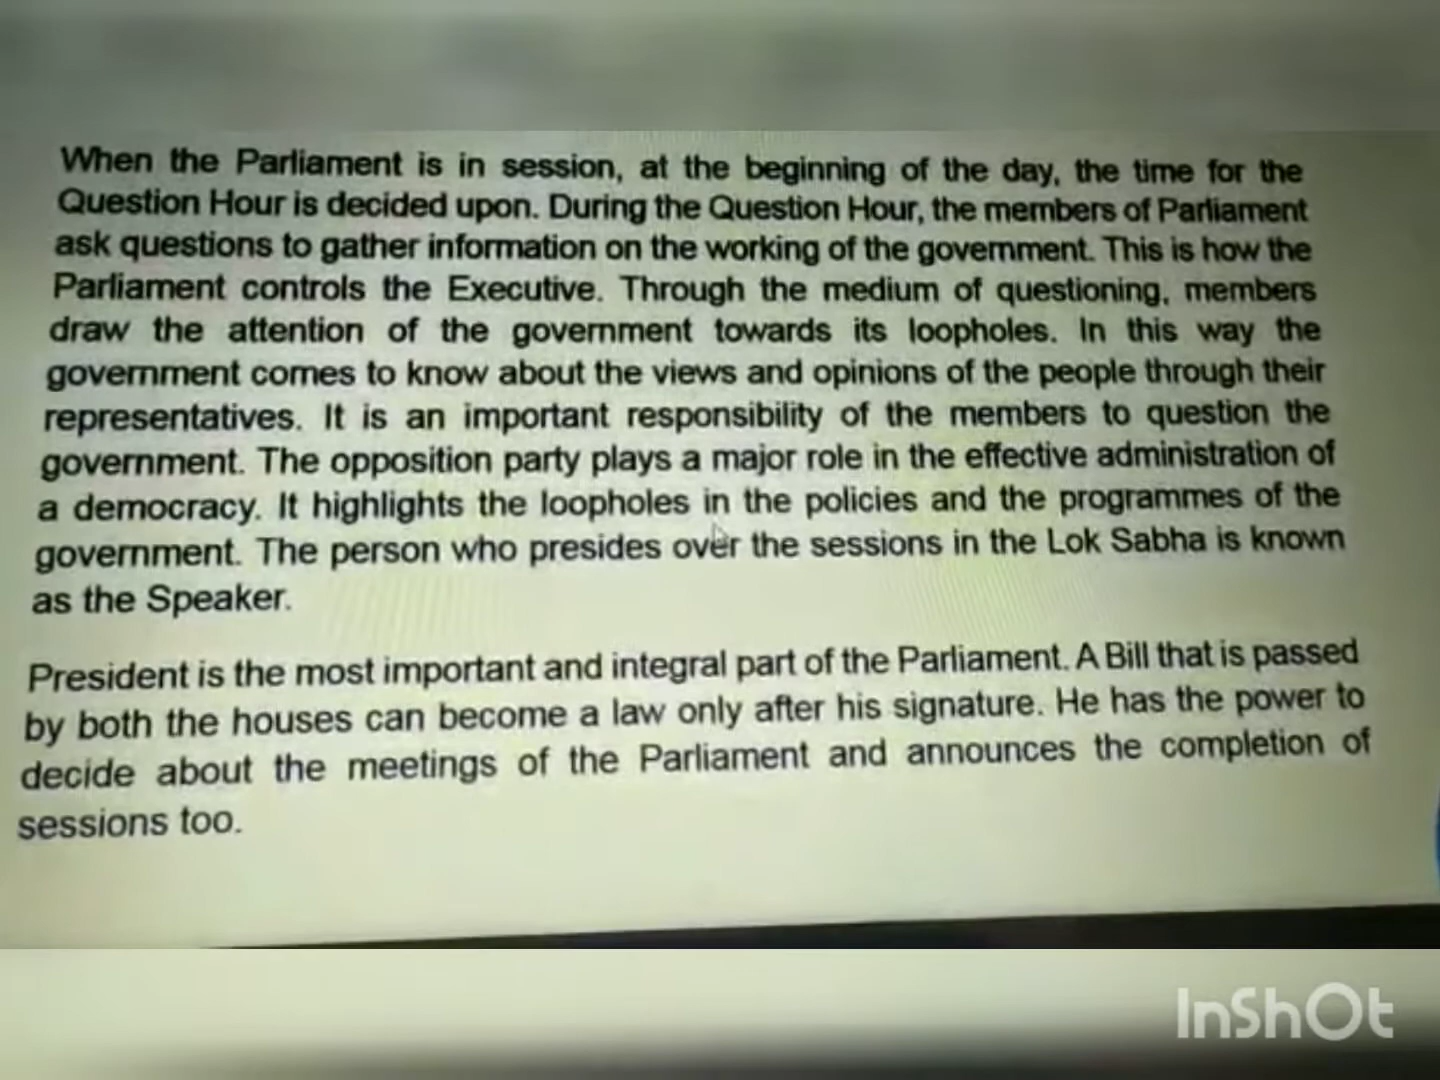 When the Parliament is in session, at the beginning of the day, the time for the
Question Hour is decided upon. During the Question Hour, the members of Parliament
ask questions to gather information on the working of the government. This is how the
Parliament controls the Executive. Through the medium of questioning, members
draw the attention of the government towards its loopholes. In this way the
government comes to know about the views and opinions of the people through their
representatives. It is an important responsibility of the members to question the
government. The opposition party plays a major role in the effective administration of
a democracy. It highlights the loopholes in the policies and the programmes of the
government. The person who presides over the sessions in the Lok Sabha is known
as the Speaker.
President is the most important and integral part of the Parliament. A Bill that is passed
by both the houses can become a law only after his signature. He has the power to
decide about the meetings of the Parliament and announces the completion of
sessions too.
InShOt